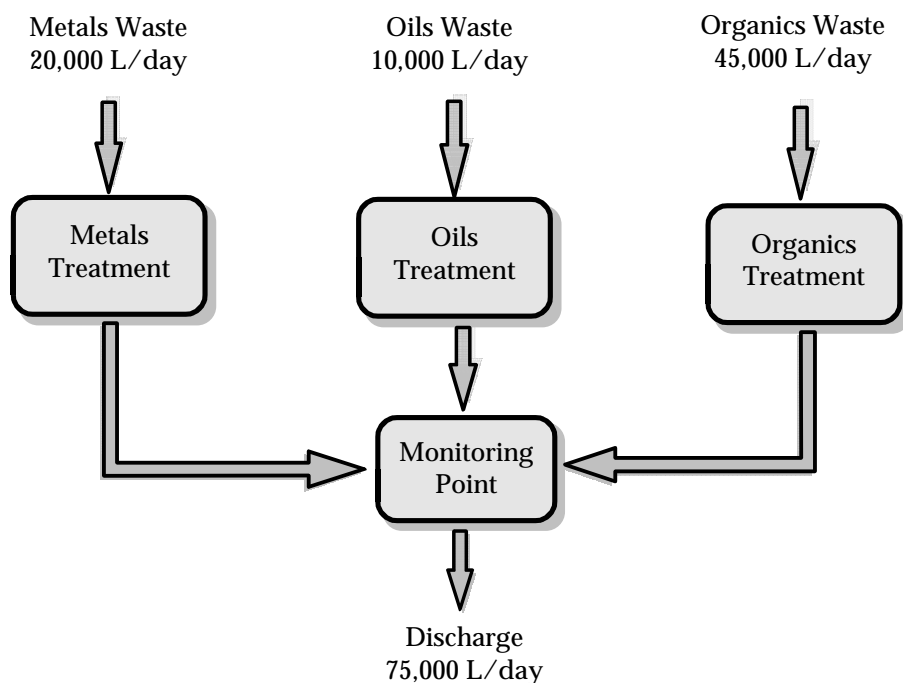 Metals Waste
20,000 L/day
Oils Waste
10,000 L/day
Organics Waste
45,000 L/day
Metals
Treatment
Oils
Treatment
Organics
Treatment
Monitoring
Point
Discharge
75,000 L/day